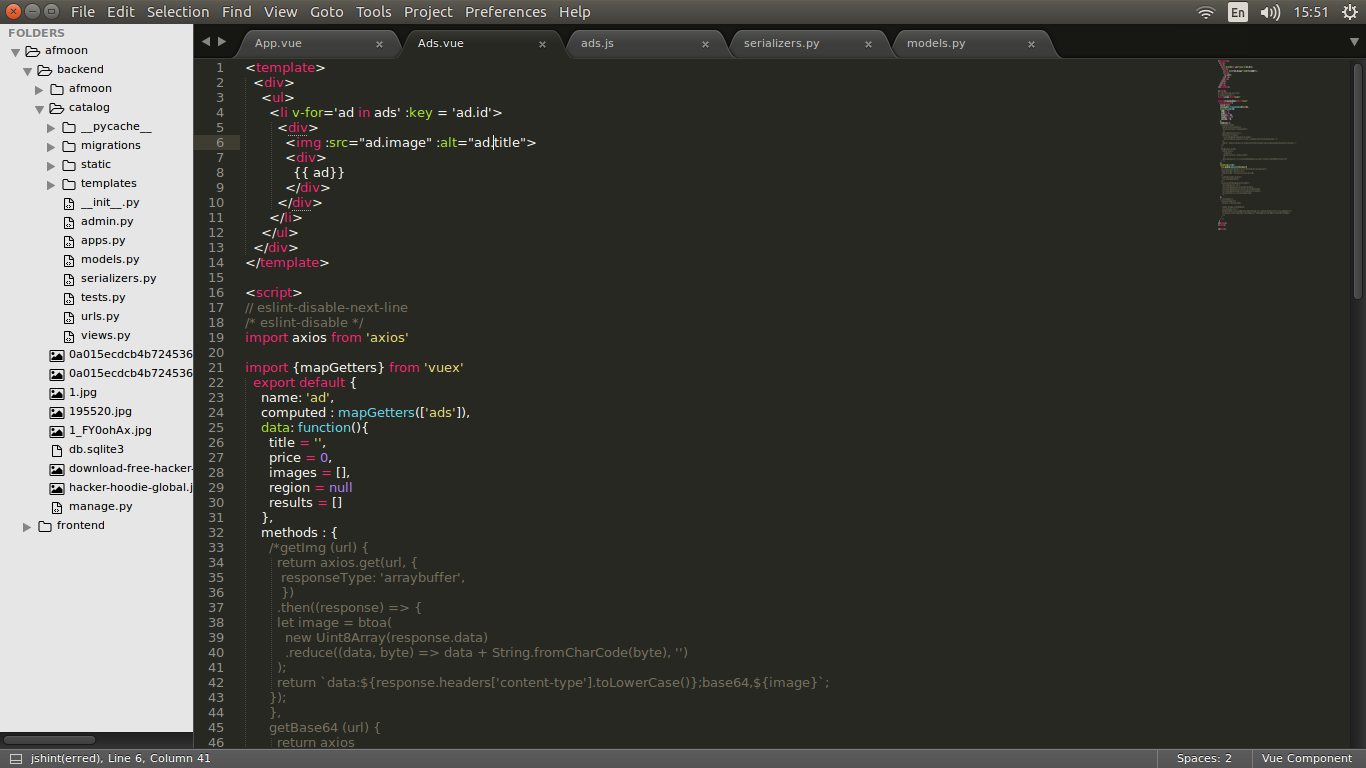 File Edit Selection Find View Goto Tools Project Preferences Help
En 15:51
FOLDERS
afmoon
backend
afmoon
catalog
__pycache__
migrations
static
templates
__init__.py
admin.py
apps.py
models.py
serializers.py
tests.py
urls.py
views.py
0a015ecdcb4b724536
0a015ecdcb4b724536
1.jpg
195520.jpg
1_FY0ohAx.jpg
db.sqlite3
download-free-hacker-
hacker-hoodie-global.j
manage.py
frontend
App.vue × Ads.vue × ads.js × serializers.py × models.py ×
1 <template>
2 <div>
3 <ul>
4 <li v-for='ad in ads' :key = 'ad.id'>
5 <div>
6 <img :src="ad.image" :alt="ad.title">
7 <div>
8 {{ ad}}
9 </div>
10 </div>
11 </li>
12 </ul>
13 </div>
14 </template>
15
16 <script>
17 // eslint-disable-next-line
18 /* eslint-disable */
19 import axios from 'axios'
20
21 import {mapGetters} from 'vuex'
22 export default {
23 name: 'ad',
24 computed : mapGetters(['ads']),
25 data: function(){
26 title = '',
27 price = 0,
28 images = [],
29 region = null
30 results = []
31 },
32 methods : {
33 /*getImg (url) {
34 return axios.get(url, {
35 responseType: 'arraybuffer',
36 })
37 .then((response) => {
38 let image = btoa(
39 new Uint8Array(response.data)
40 .reduce((data, byte) => data + String.fromCharCode(byte), '')
41 );
42 return `data:${response.headers['content-type'].toLowerCase()};base64,${image}`;
43 });
44 },
45 getBase64 (url) {
46 return axios
jshint(erred), Line 6, Column 41 Spaces: 2 Vue Component